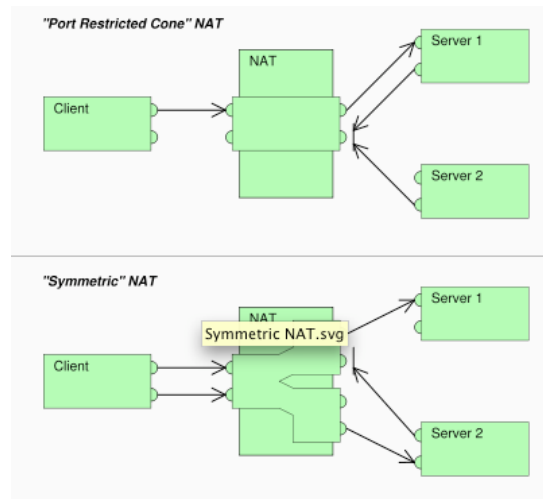 "Port Restricted Cone" NAT
Server 1
NAT
Client
Server 2
"Symmetric" NAT
Server 1
NAT
Symmetric NAT.svg
Client
Server 2